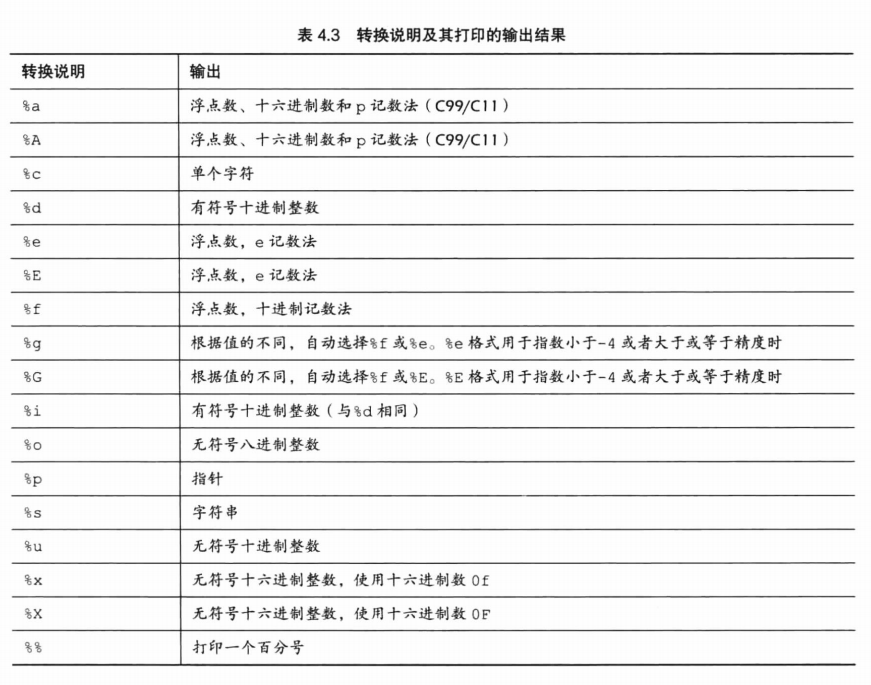 表 4.3 转换说明及其打印的输出结果
转换说明 输出
%a 浮点数、十六进制数和 p 记数法（C99/C11）
%A 浮点数、十六进制数和 p 记数法（C99/C11）
%c 单个字符
%d 有符号十进制整数
%e 浮点数，e 记数法
%E 浮点数，e 记数法
%f 浮点数，十进制记数法
%g 根据值的不同，自动选择%f 或%e。%e 格式用于指数小于-4 或者大于或等于精度时
%G 根据值的不同，自动选择%f 或%E。%E 格式用于指数小于-4 或者大于或等于精度时
%i 有符号十进制整数（与%d 相同）
%o 无符号八进制整数
%p 指针
%s 字符串
%u 无符号十进制整数
%x 无符号十六进制整数，使用十六进制数 0f
%X 无符号十六进制整数，使用十六进制数 0F
%% 打印一个百分号